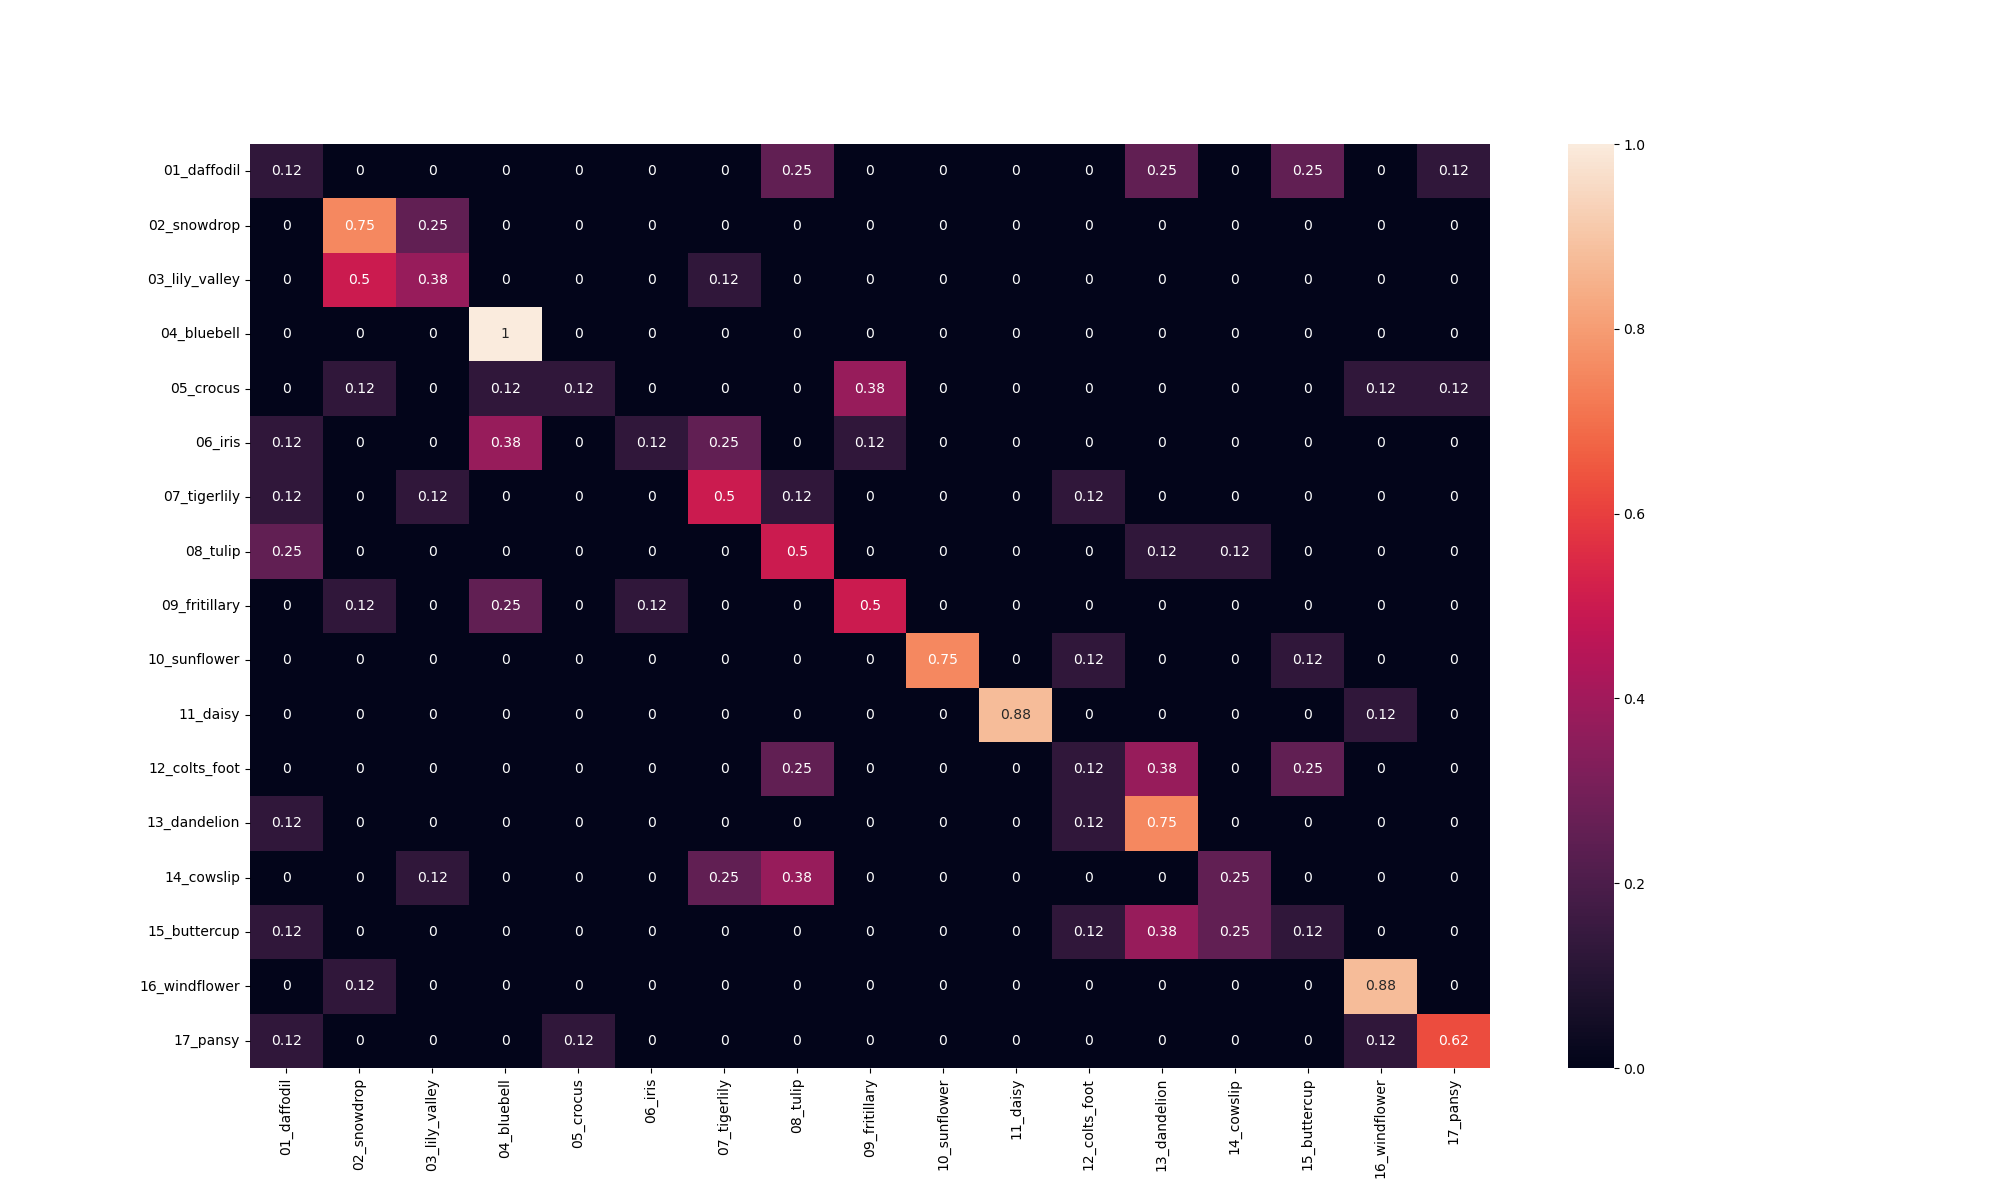 01_daffodil 0.12 0 0 0 0 0 0 0.25 0 0 0 0 0.25 0 0.25 0 0.12
02_snowdrop 0 0.75 0.25 0 0 0 0 0 0 0 0 0 0 0 0 0 0
03_lily_valley 0 0.5 0.38 0 0 0 0.12 0 0 0 0 0 0 0 0 0 0
04_bluebell 0 0 0 1 0 0 0 0 0 0 0 0 0 0 0 0 0
05_crocus 0 0.12 0 0.12 0.12 0 0 0 0.38 0 0 0 0 0 0 0.12 0.12
06_iris 0.12 0 0 0.38 0 0.12 0.25 0 0.12 0 0 0 0 0 0 0 0
07_tigerlily 0.12 0 0.12 0 0 0 0.5 0.12 0 0 0 0.12 0 0 0 0 0
08_tulip 0.25 0 0 0 0 0 0 0.5 0 0 0 0 0.12 0.12 0 0 0
09_fritillary 0 0.12 0 0.25 0 0.12 0 0 0.5 0 0 0 0 0 0 0 0
10_sunflower 0 0 0 0 0 0 0 0 0 0.75 0 0.12 0 0 0.12 0 0
11_daisy 0 0 0 0 0 0 0 0 0 0 0.88 0 0 0 0 0.12 0
12_colts_foot 0 0 0 0 0 0 0 0.25 0 0 0 0.12 0.38 0 0.25 0 0
13_dandelion 0.12 0 0 0 0 0 0 0 0 0 0 0.12 0.75 0 0 0 0
14_cowslip 0 0 0.12 0 0 0 0.25 0.38 0 0 0 0 0 0.25 0 0 0
15_buttercup 0.12 0 0 0 0 0 0 0 0 0 0 0.12 0.38 0.25 0.12 0 0
16_windflower 0 0.12 0 0 0 0 0 0 0 0 0 0 0 0 0 0.88 0
17_pansy 0.12 0 0 0 0.12 0 0 0 0 0 0 0 0 0 0 0.12 0.62
01_daffodil
02_snowdrop
03_lily_valley
04_bluebell
05_crocus
06_iris
07_tigerlily
08_tulip
09_fritillary
10_sunflower
11_daisy
12_colts_foot
13_dandelion
14_cowslip
15_buttercup
16_windflower
17_pansy
1.0
0.8
0.6
0.4
0.2
0.0